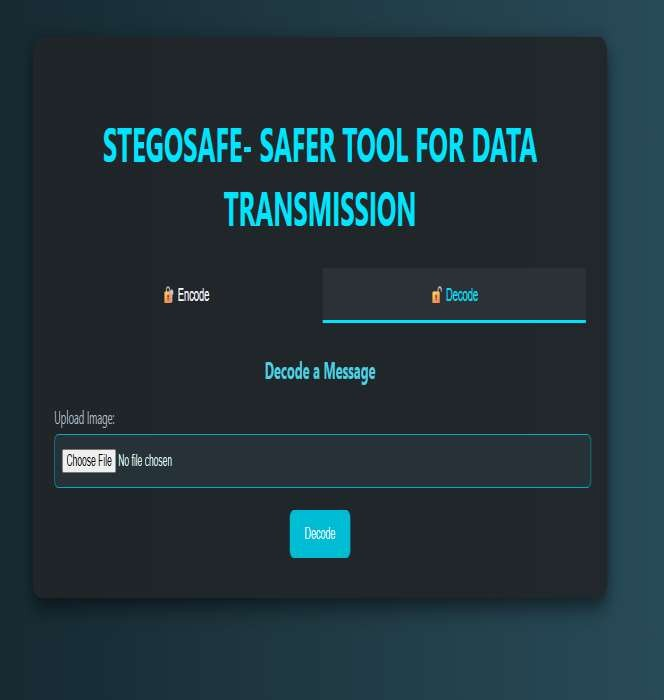 STEGOSAFE- SAFER TOOL FOR DATA
TRANSMISSION
🔐 Encode
🔓 Decode
Decode a Message
Upload Image:
Choose File No file chosen
Decode